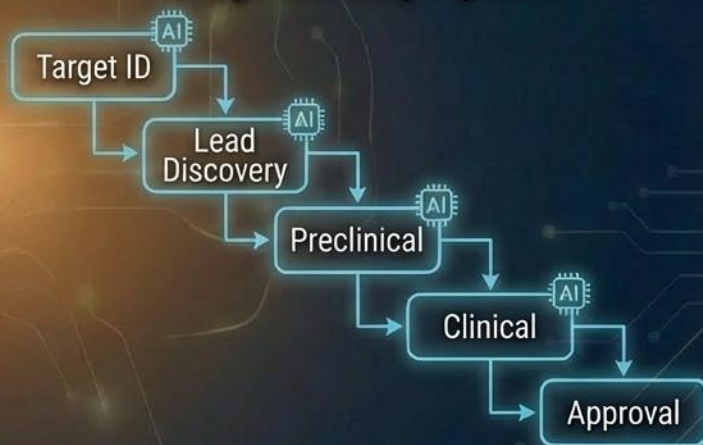 AI
Target ID
AI
Lead
Discovery
AI
Preclinical
AI
Clinical
Approval